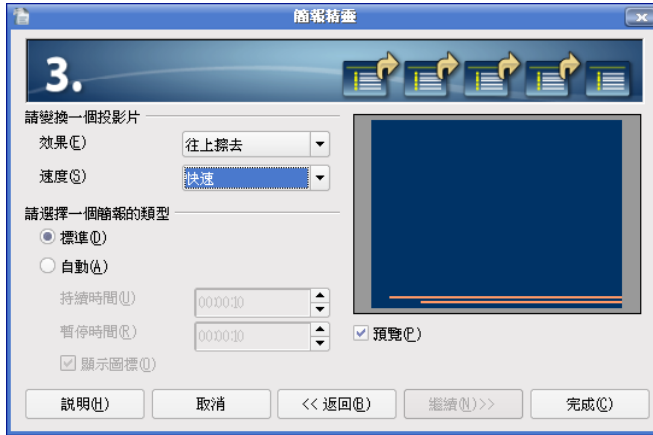 簡報精靈
3.
請變換一個投影片
效果(E)
往上擦去
速度(S)
快速
請選擇一個簡報的類型
標準(D)
自動(A)
持續時間(U)
00:00:10
暫停時間(R)
00:00:10
顯示圖標(O)
預覽(P)
説明(H)
取消
<< 返回(B)
繼續(N)>>
完成(C)